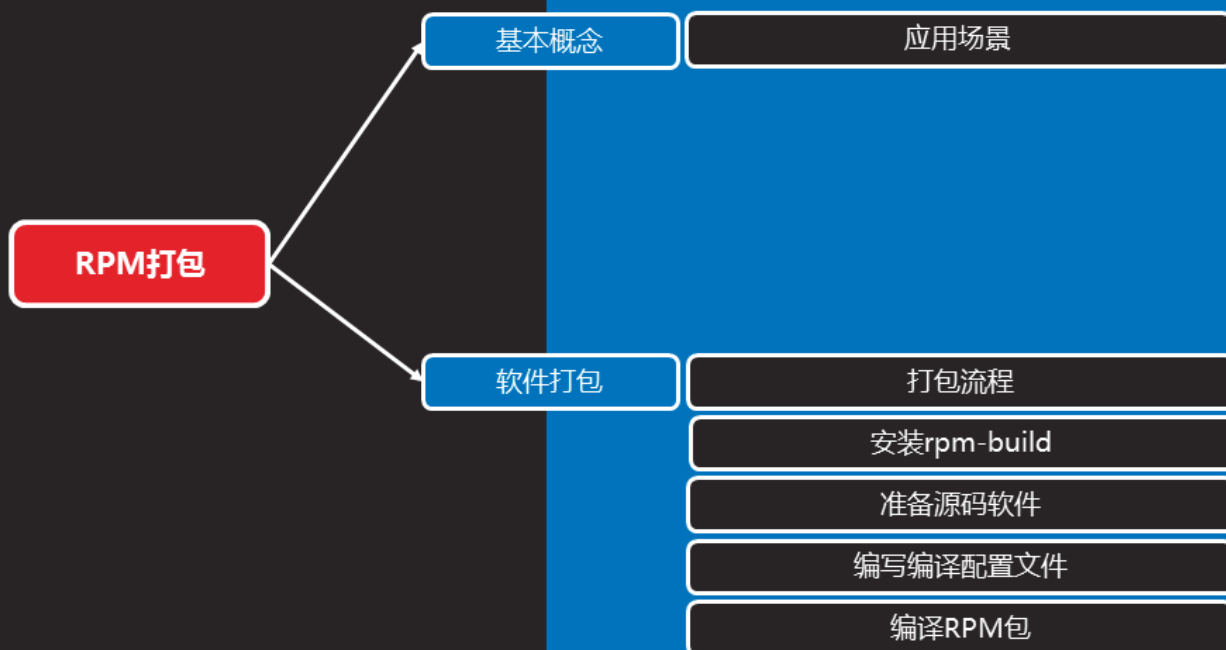 基本概念
应用场景
RPM打包
软件打包
打包流程
安装rpm-build
准备源码软件
编写编译配置文件
编译RPM包